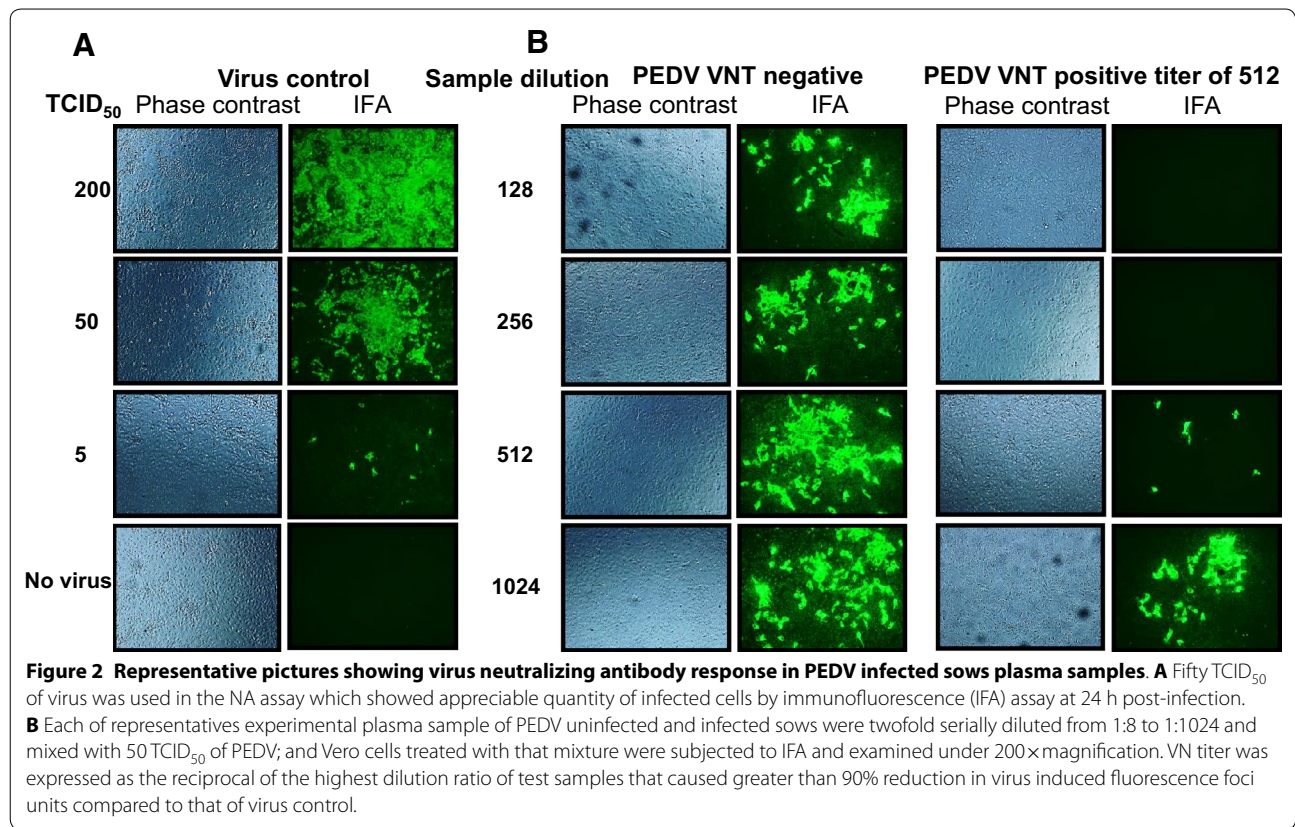 A
B
Virus control
Sample dilution
PEDV VNT negative
PEDV VNT positive titer of 512
TCID₅₀
Phase contrast
IFA
Phase contrast
IFA
Phase contrast
IFA
200
128
50
256
5
512
No virus
1024
Figure 2 Representative pictures showing virus neutralizing antibody response in PEDV infected sows plasma samples. A Fifty TCID₅₀
of virus was used in the NA assay which showed appreciable quantity of infected cells by immunofluorescence (IFA) assay at 24 h post-infection.
B Each of representatives experimental plasma sample of PEDV uninfected and infected sows were twofold serially diluted from 1:8 to 1:1024 and
mixed with 50 TCID₅₀ of PEDV; and Vero cells treated with that mixture were subjected to IFA and examined under 200 × magnification. VN titer was
expressed as the reciprocal of the highest dilution ratio of test samples that caused greater than 90% reduction in virus induced fluorescence foci
units compared to that of virus control.